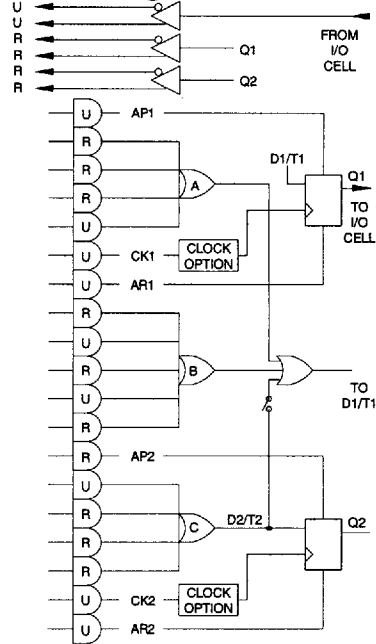 U
U
R
R
R
R
FROM
I/O
CELL
Q1
Q2
U AP1
R
R
R
U
A
D1/T1
Q1
TO
I/O
CELL
U CK1 CLOCK
OPTION
U AR1
R
U
R
U
R
B
TO
D1/T1
R AP2
U
R
R
R
C
D2/T2
Q2
U CK2 CLOCK
OPTION
U AR2